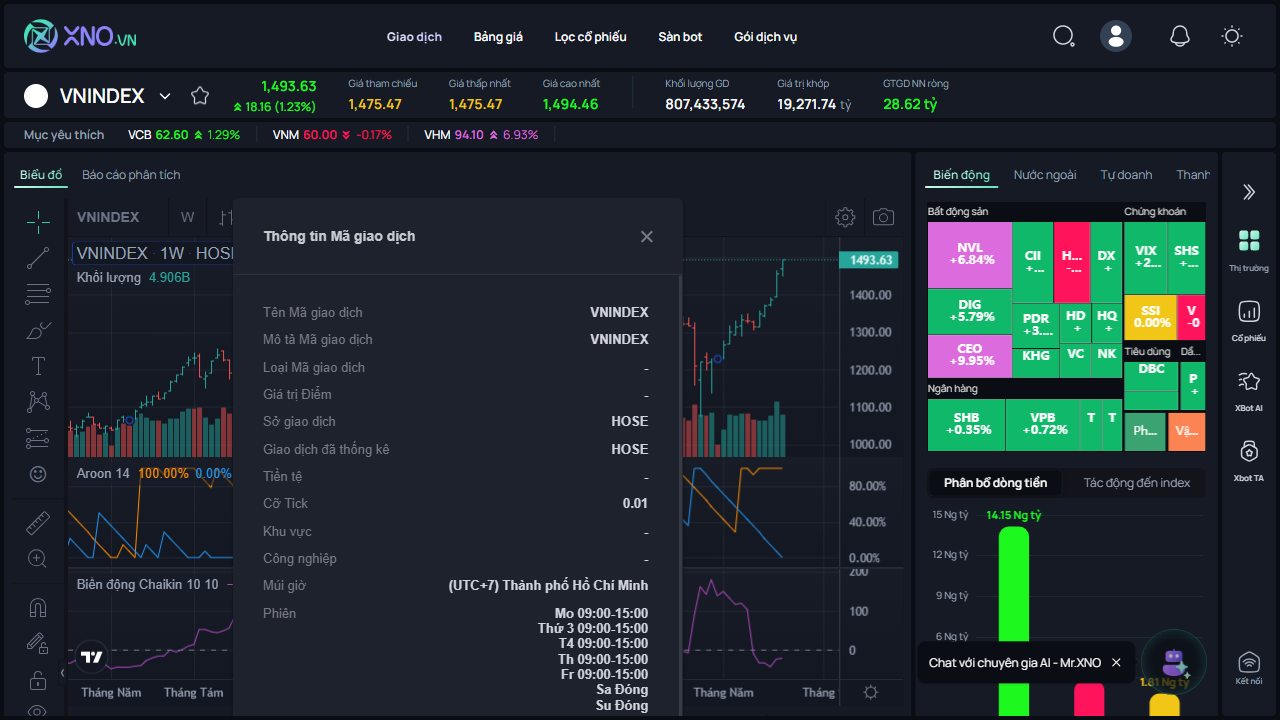 XNO.VN
Giao dịch
Bảng giá
Lọc cổ phiếu
Sàn bot
Gói dịch vụ
VNINDEX
1,493.63
18.16 (1.23%)
Giá tham chiếu
1,475.47
Giá thấp nhất
1,475.47
Giá cao nhất
1,494.46
Khối lượng GD
807,433,574
Giá trị khớp
19,271.74 tỷ
GTGD NN ròng
28.62 tỷ
Mục yêu thích
VCB 62.60 1.29%
VNM 60.00 -0.17%
VHM 94.10 6.93%
Biểu đồ
Báo cáo phân tích
VNINDEX
W
VNINDEX · 1W · HOSE
Khối lượng 4.906B
Aroon 14 100.00% 0.00%
Biến động Chaikin 10 10
Tháng Năm
Tháng Tám
Thông tin Mã giao dịch
Tên Mã giao dịch VNINDEX
Mô tả Mã giao dịch VNINDEX
Loại Mã giao dịch -
Giá trị Điểm -
Sở giao dịch HOSE
Giao dịch đã thống kê HOSE
Tiền tệ -
Cỡ Tick 0.01
Khu vực -
Công nghiệp -
Múi giờ (UTC+7) Thành phố Hồ Chí Minh
Phiên Mo 09:00-15:00
Thứ 3 09:00-15:00
T4 09:00-15:00
Th 09:00-15:00
Fr 09:00-15:00
Sa Đóng
Su Đóng
1493.63
1400.00
1300.00
1200.00
1100.00
1000.00
80.00%
40.00%
0.00%
200
100
0
Tháng Năm
Tháng
Biến động
Nước ngoài
Tự doanh
Thanh
Bất động sản
NVL
+6.84%
DIG
+5.79%
CEO
+9.95%
CII
+...
H...
-...
DX
+
PDR
+3....
HD
+
HQ
+
KHG
VC
NK
Chứng khoán
VIX
+2...
SHS
+...
SSI
0.00%
V
-0
Tiêu dùng
Dầ...
DBC
P
+
Ngân hàng
SHB
+0.35%
VPB
+0.72%
T
T
Ph...
Vậ...
Phân bổ dòng tiền
Tác động đến index
15 Ng tỷ
14.15 Ng tỷ
12 Ng tỷ
9 Ng tỷ
6 Ng tỷ
1.81 Ng tỷ
Chat với chuyên gia AI - Mr.XNO
Thị trường
Cổ phiếu
XBot AI
Xbot TA
Kết nối